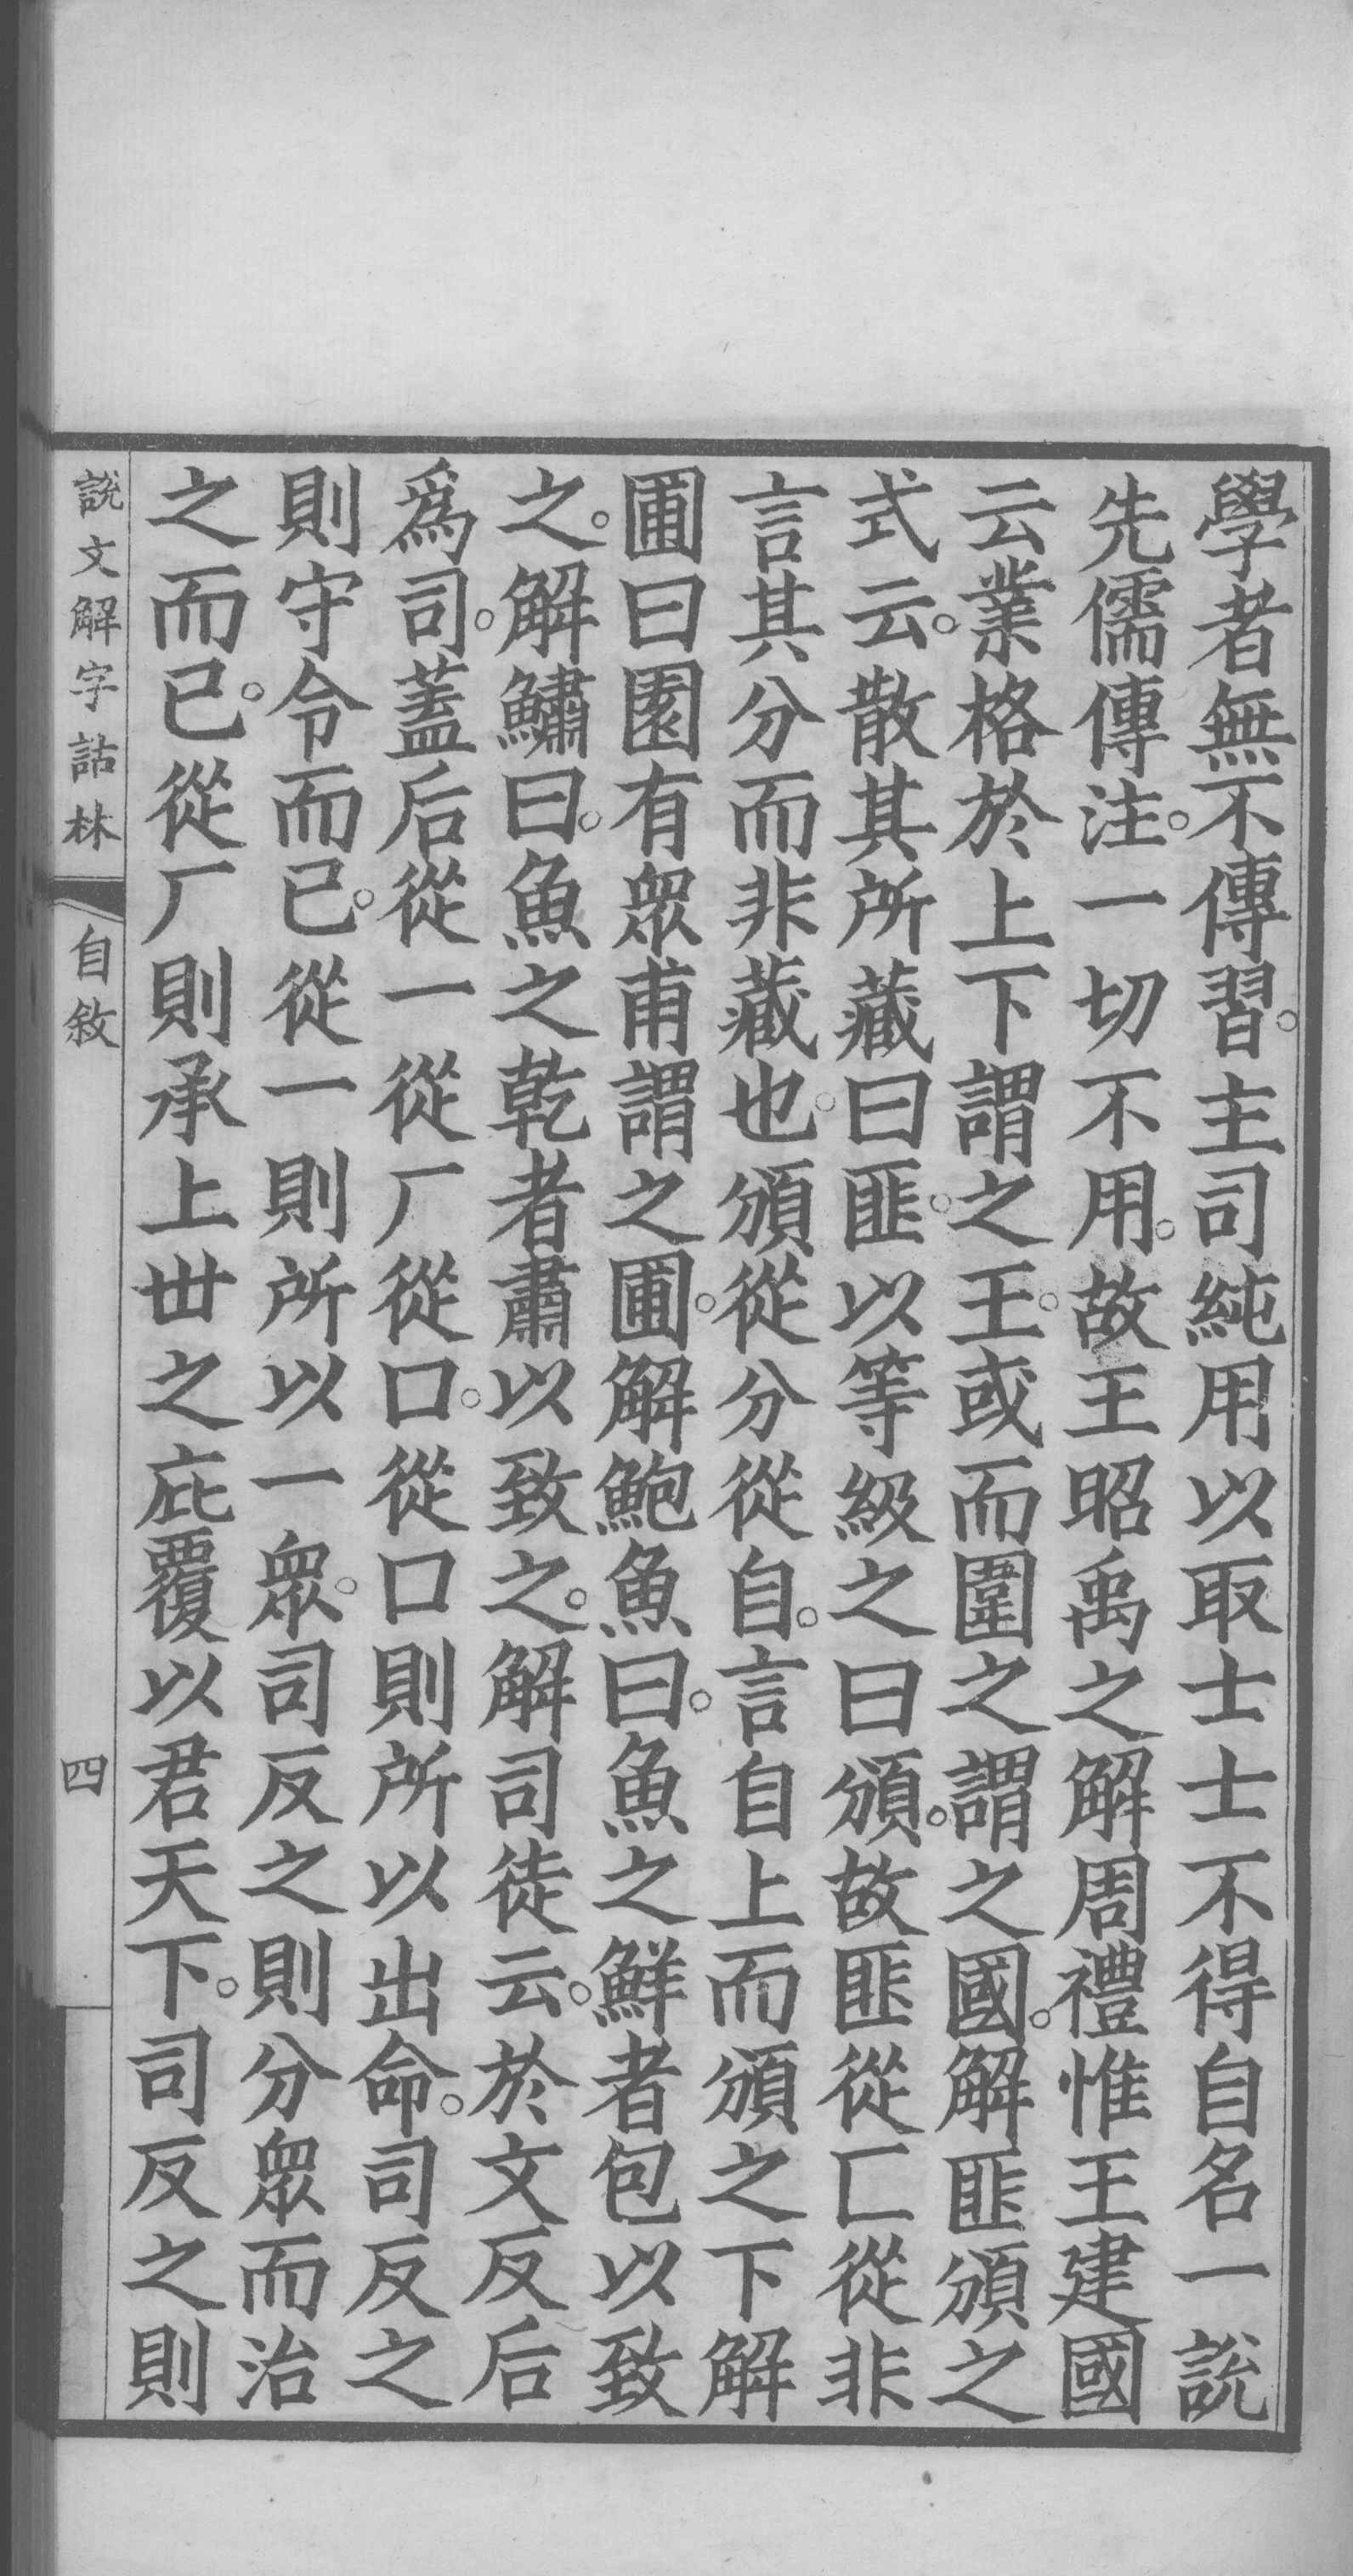 學者無不傳習。主司純用以取士士不得自名一說
先儒傳注。一切不用。故王昭禹之解周禮惟王建國
云業格於上下謂之王。或而圍之謂之國。解匪頒之
式云。散其所藏曰匪。以等級之曰頒。故匪從匚從非
言其分而非藏也。頒從分從自。言自上而頒之下解
圃曰園有眾甫謂之圃。解鮑魚曰。魚之鮮者包以致
之。解鱐曰。魚之乾者肅以致之。解司徒云。於文反后
爲司。蓋后從一從厂從口。從口則所以出命。司反之
則守令而已。從一則所以一眾。司反之則分眾而治
之而已。從厂則承上世之庇覆以君天下。司反之則
說文解字詁林
自敘
四